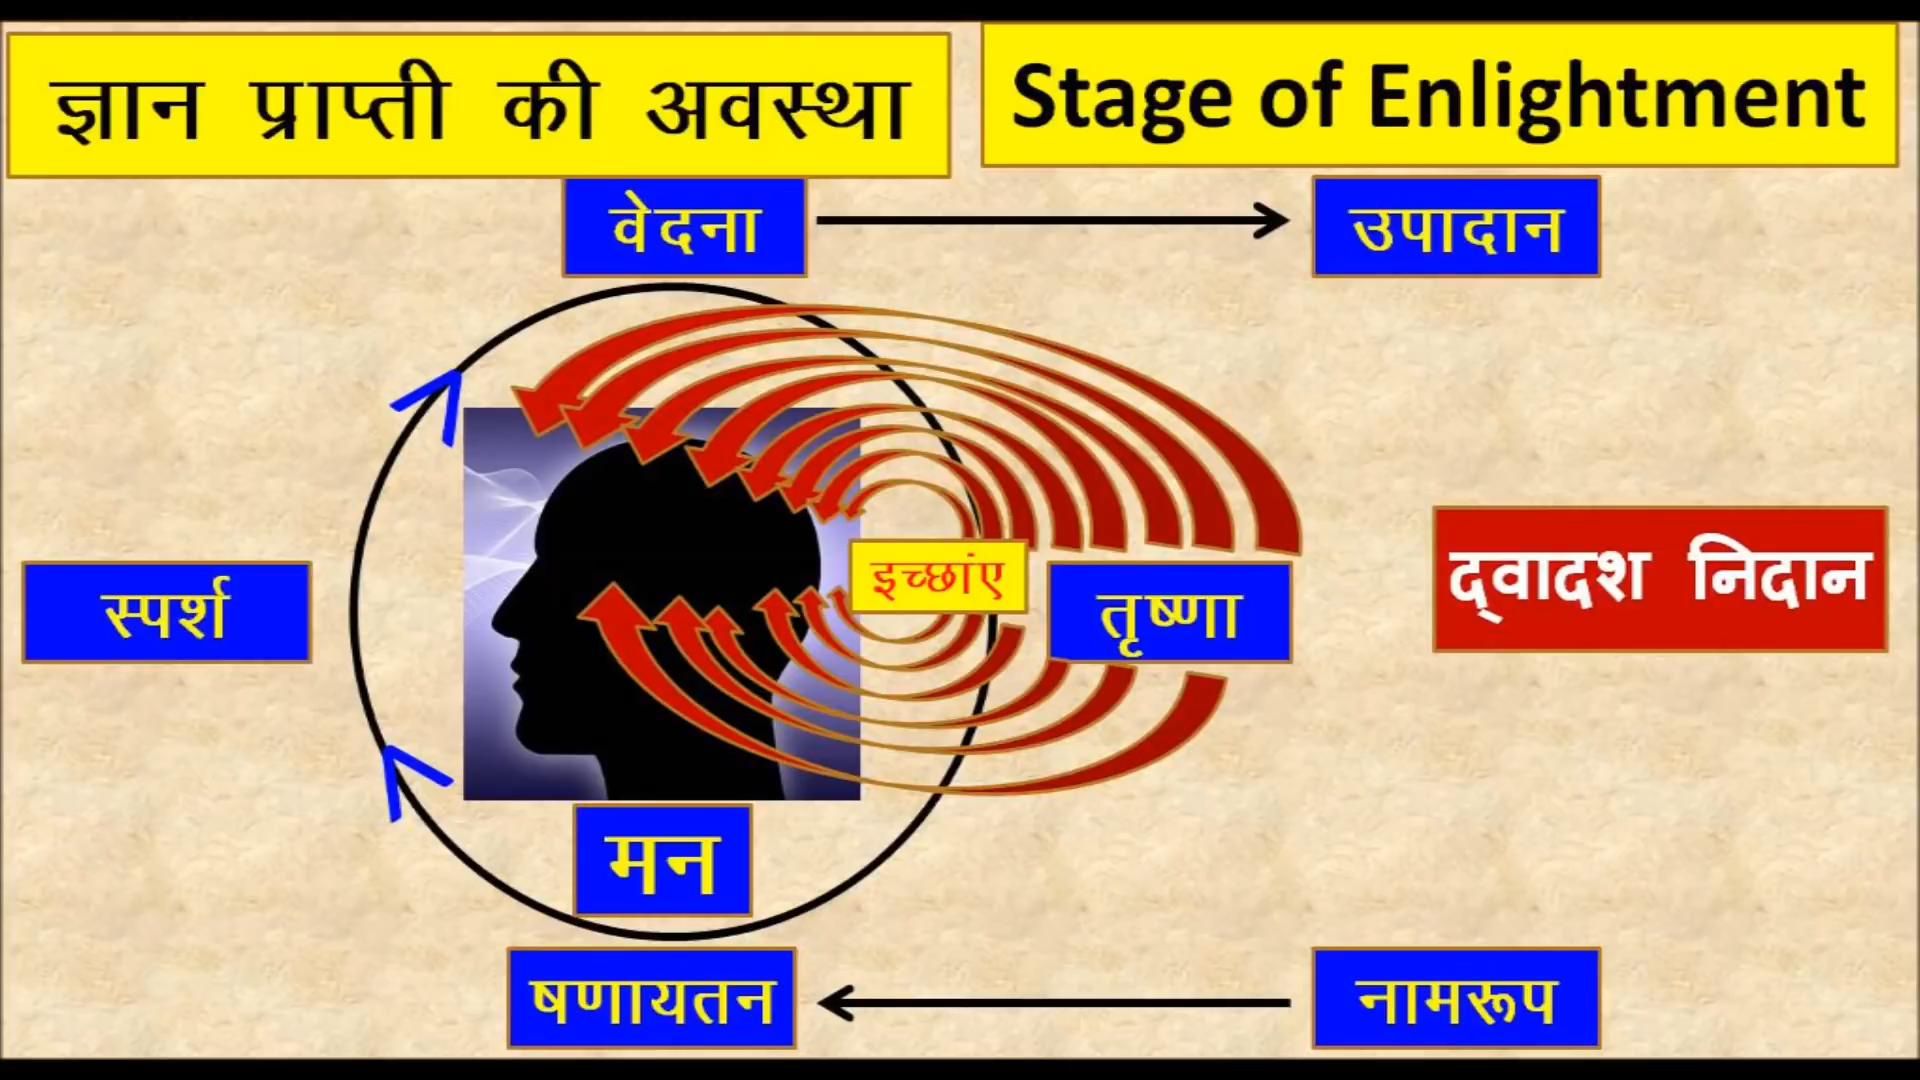 ज्ञान प्राप्ती की अवस्था
Stage of Enlightment
वेदना
उपादान
स्पर्श
इच्छांए
तृष्णा
द्वादश निदान
मन
षणायतन
नामरूप